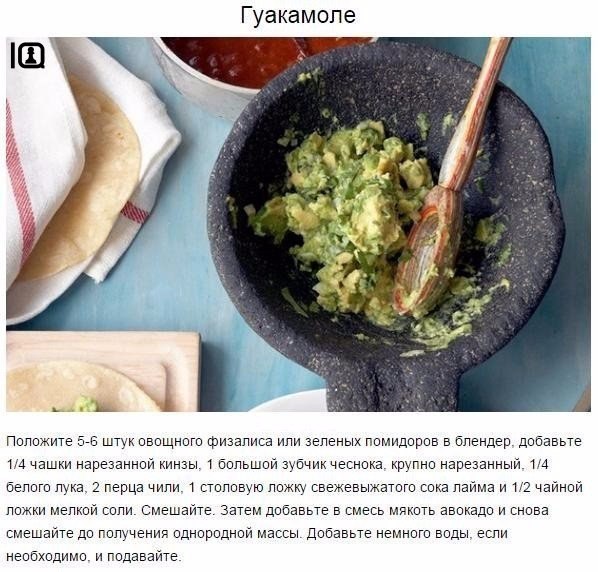 Гуакамоле
IQ
Положите 5-6 штук овощного физалиса или зеленых помидоров в блендер, добавьте
1/4 чашки нарезанной кинзы, 1 большой зубчик чеснока, крупно нарезанный, 1/4
белого лука, 2 перца чили, 1 столовую ложку свежевыжатого сока лайма и 1/2 чайной
ложки мелкой соли. Смешайте. Затем добавьте в смесь мякоть авокадо и снова
смешайте до получения однородной массы. Добавьте немного воды, если
необходимо, и подавайте.